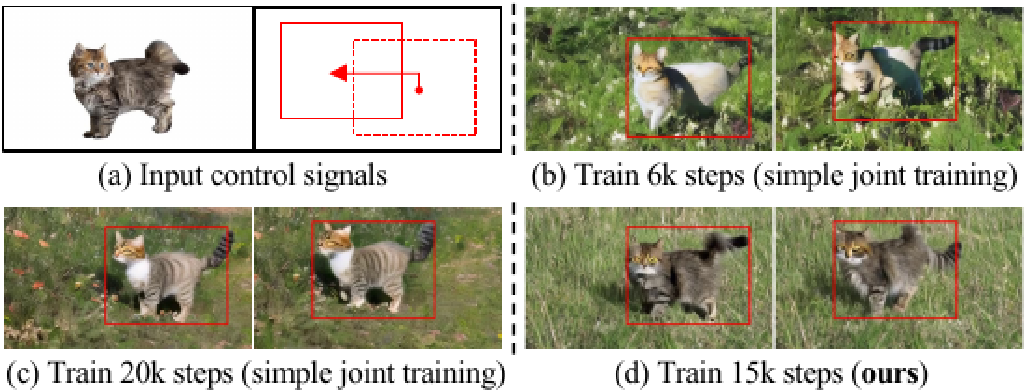 (a) Input control signals
(b) Train 6k steps (simple joint training)
(c) Train 20k steps (simple joint training)
(d) Train 15k steps (ours)